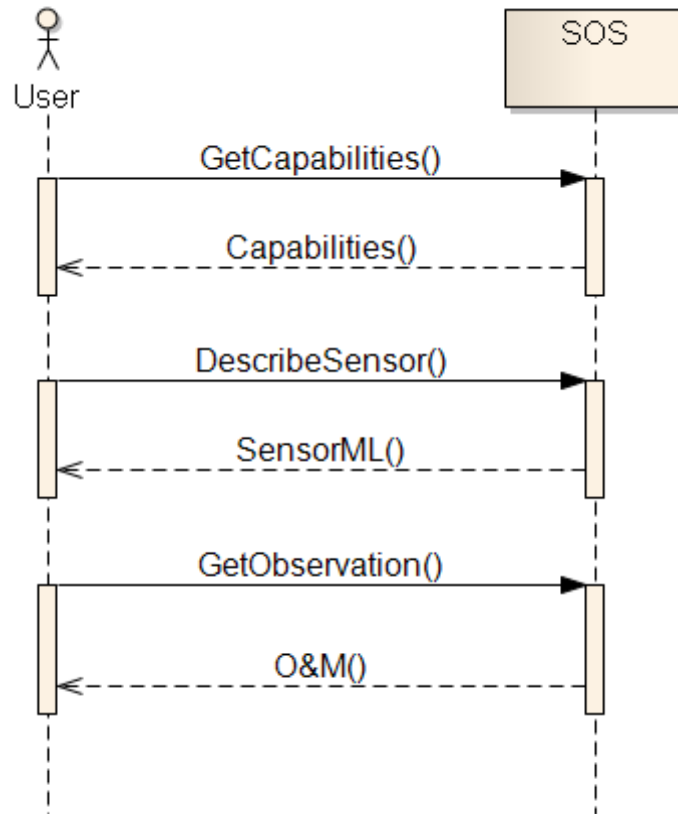 SOS
User
GetCapabilities()
Capabilities()
DescribeSensor()
SensorML()
GetObservation()
O&M()